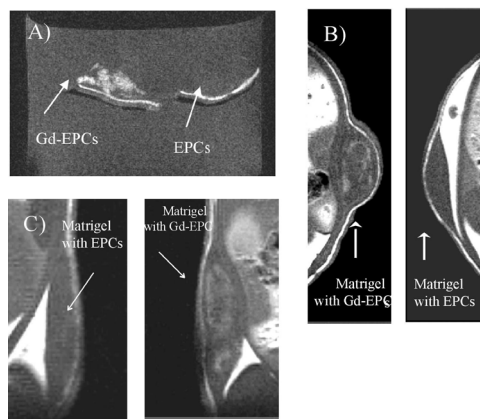 A)
Gd-EPCs
EPCs
B)
Matrigel
with Gd-EPC
Matrigel
with EPCs
C)
Matrigel
with EPCs
Matrigel
with Gd-EPC